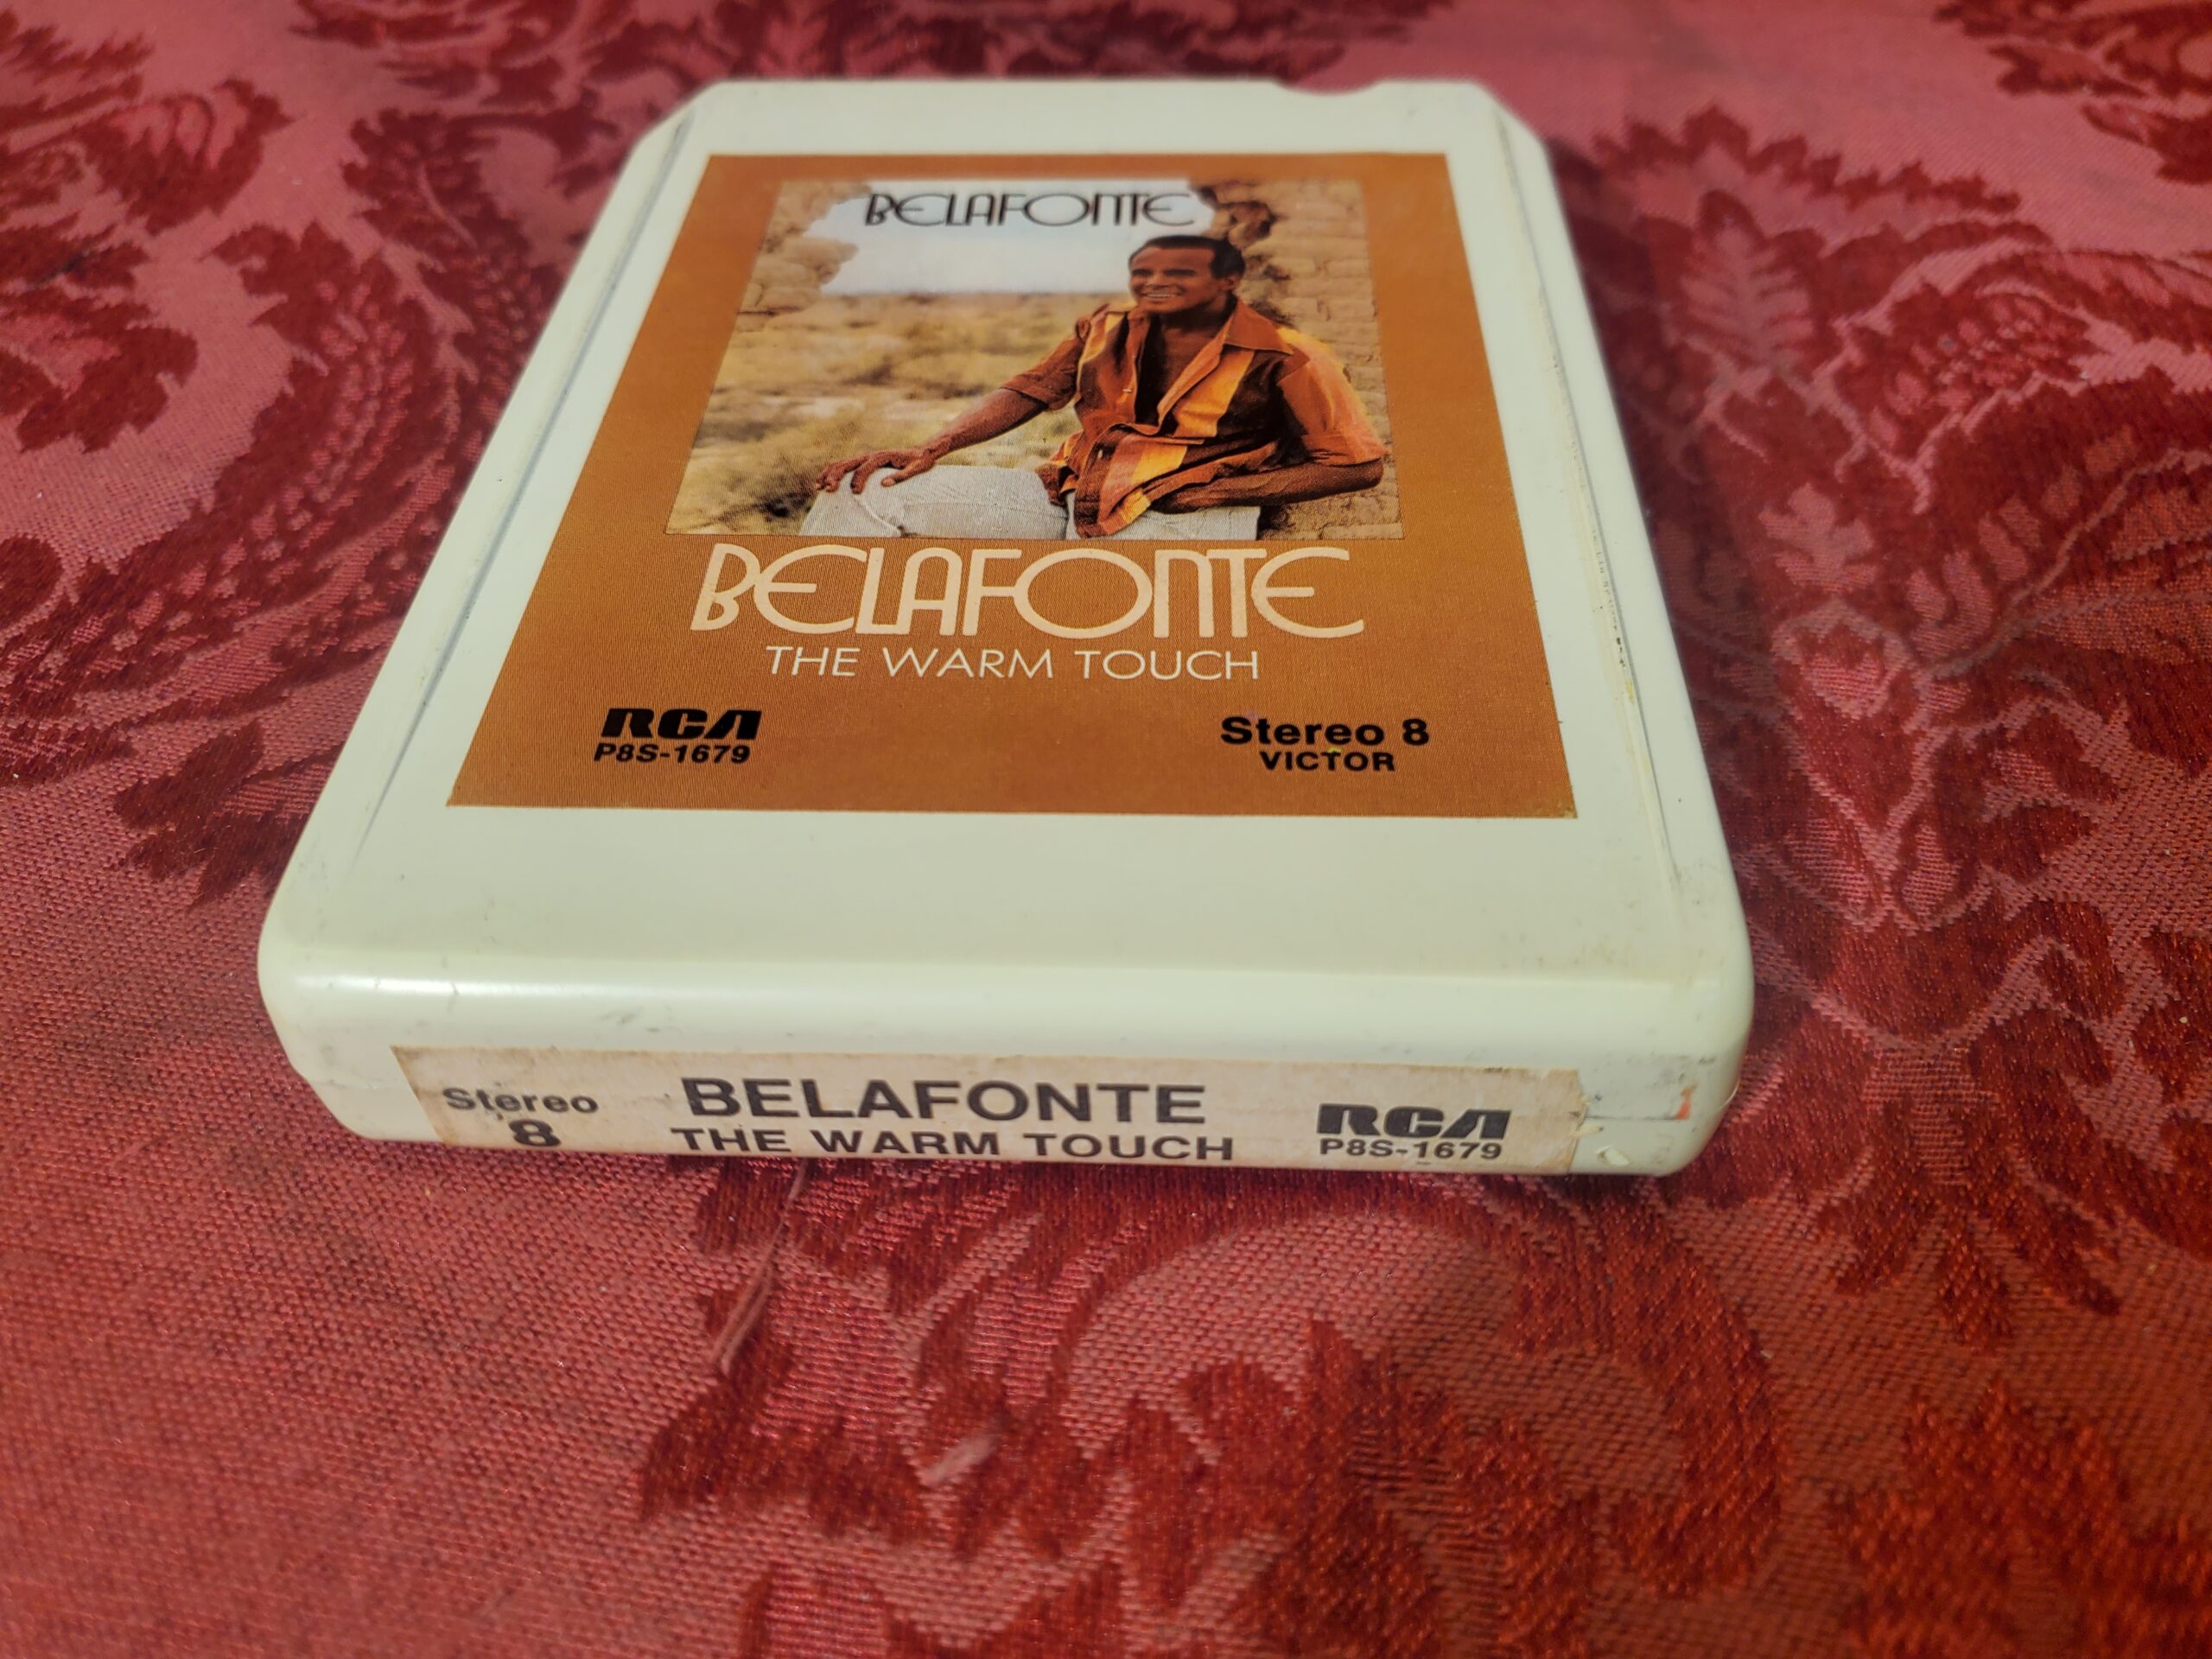 BELAFONTE
BELAFONTE
THE WARM TOUCH
RCA
P8S-1679
Stereo 8
VICTOR
Stereo
8
BELAFONTE
THE WARM TOUCH
RCA
P8S-1679